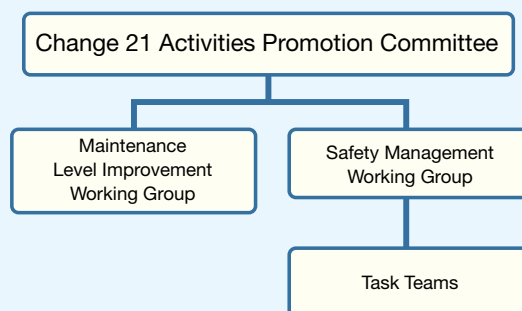 Change 21 Activities Promotion Committee
Maintenance
Level Improvement
Working Group
Safety Management
Working Group
Task Teams